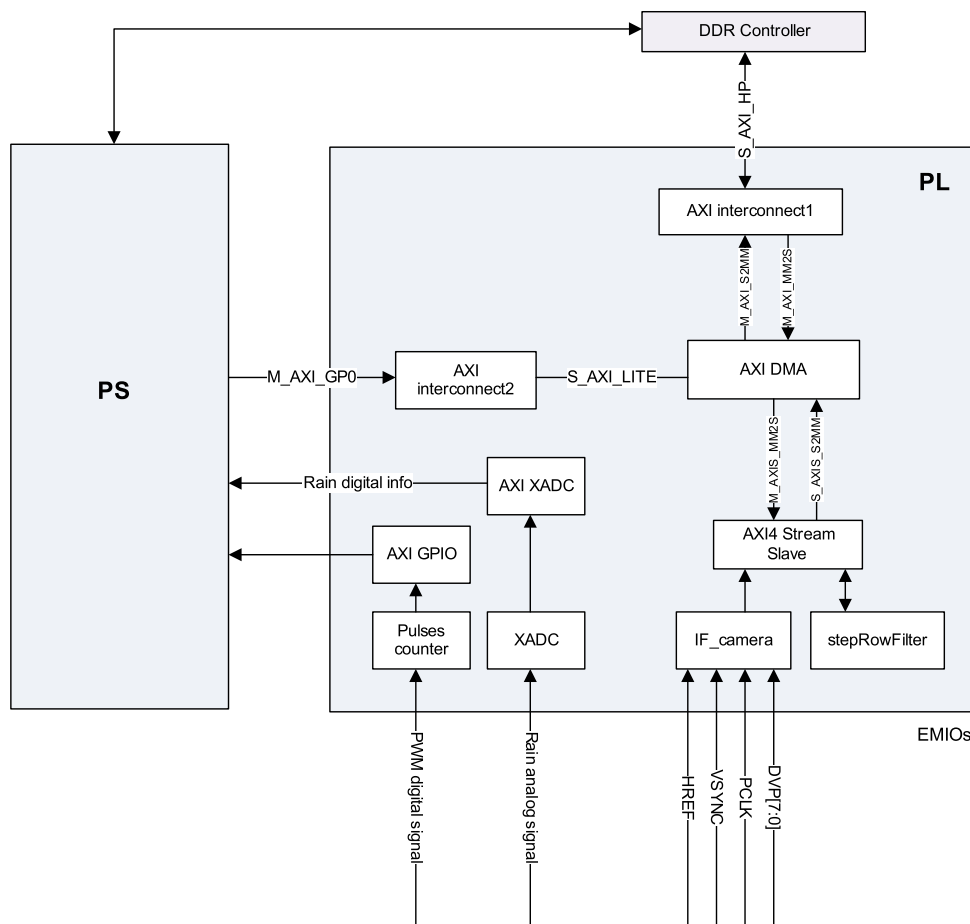 DDR Controller
S_AXI_HP
PL
AXI interconnect1
M_AXI_S2MM
M_AXI_MM2S
PS
M_AXI_GP0
AXI
interconnect2
S_AXI_LITE
AXI DMA
M_AXIS_MM2S
S_AXIS_S2MM
Rain digital info
AXI XADC
AXI4 Stream
Slave
AXI GPIO
Pulses
counter
XADC
IF_camera
stepRowFilter
EMIOs
PWM digital signal
Rain analog signal
HREF
VSYNC
PCLK
DVP[7:0]